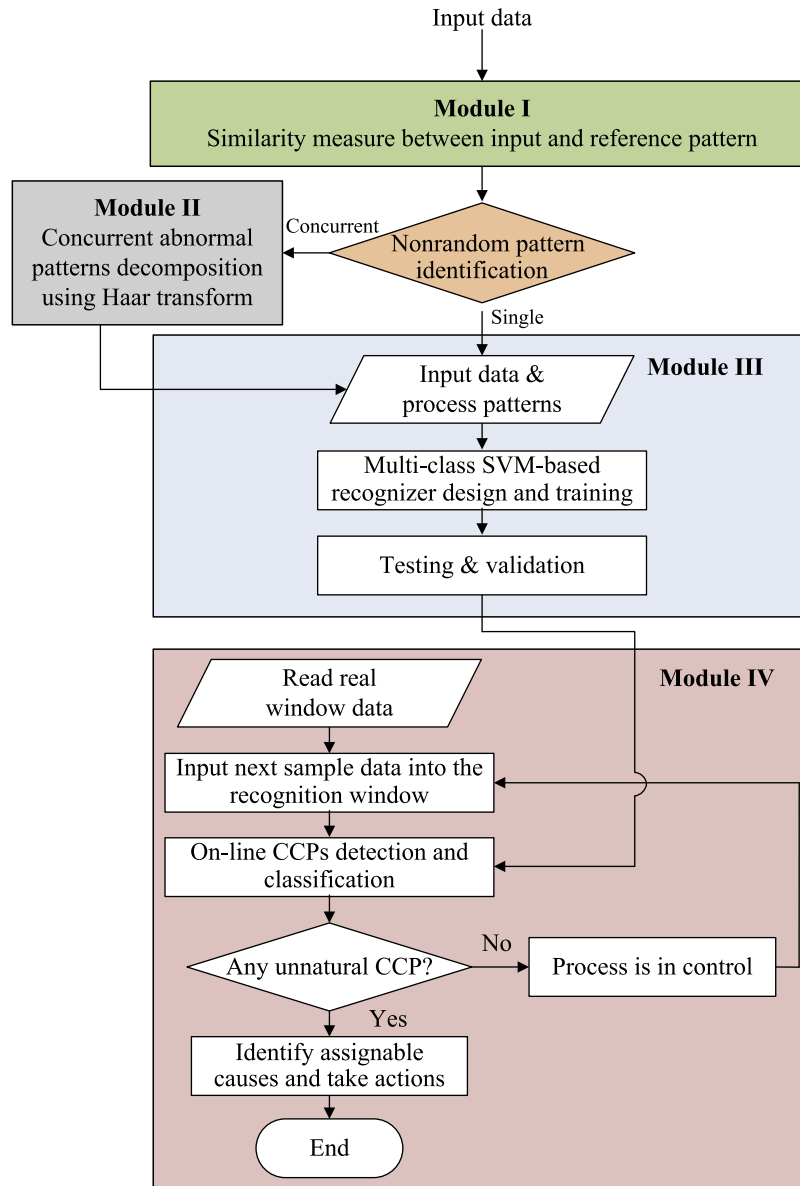 Input data
Module I
Similarity measure between input and reference pattern
Module II
Concurrent abnormal
patterns decomposition
using Haar transform
Concurrent
Nonrandom pattern
identification
Single
Module III
Input data &
process patterns
Multi-class SVM-based
recognizer design and training
Testing & validation
Module IV
Read real
window data
Input next sample data into the
recognition window
On-line CCPs detection and
classification
Any unnatural CCP?
No
Process is in control
Yes
Identify assignable
causes and take actions
End